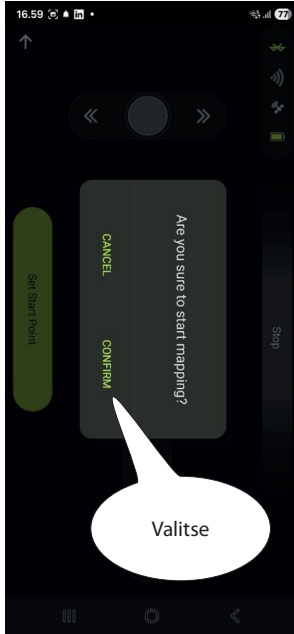 16.59
77
Are you sure to start mapping?
CANCEL
CONFIRM
Set Start Point
Stop
Valitse